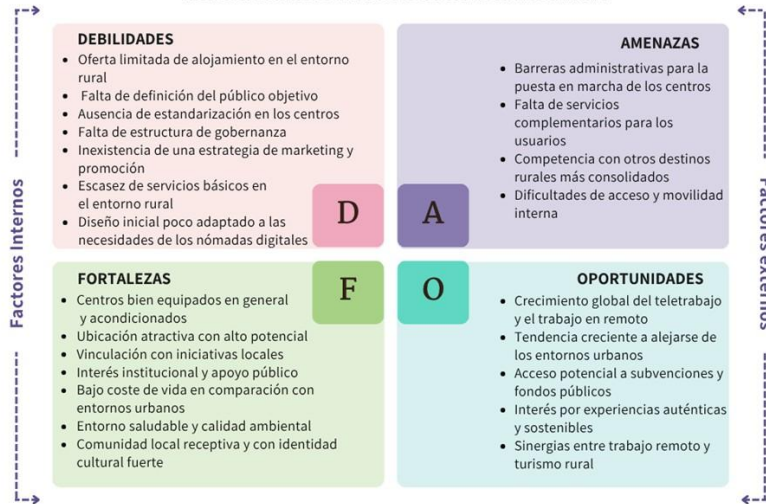 DEBILIDADES
• Oferta limitada de alojamiento en el entorno
rural
• Falta de definición del público objetivo
• Ausencia de estandarización en los centros
• Falta de estructura de gobernanza
• Inexistencia de una estrategia de marketing y
promoción
• Escasez de servicios básicos en
el entorno rural
• Diseño inicial poco adaptado a las
necesidades de los nómadas digitales
D
AMENAZAS
• Barreras administrativas para la
puesta en marcha de los centros
• Falta de servicios
complementarios para los
usuarios
• Competencia con otros destinos
rurales más consolidados
• Dificultades de acceso y movilidad
interna
A
Factores Internos
Factores externos
FORTALEZAS
• Centros bien equipados en general
y acondicionados
• Ubicación atractiva con alto potencial
• Vinculación con iniciativas locales
• Interés institucional y apoyo público
• Bajo coste de vida en comparación con
entornos urbanos
• Entorno saludable y calidad ambiental
• Comunidad local receptiva y con identidad
cultural fuerte
F
OPORTUNIDADES
• Crecimiento global del teletrabajo
y el trabajo en remoto
• Tendencia creciente a alejarse de
los entornos urbanos
• Acceso potencial a subvenciones y
fondos públicos
• Interés por experiencias auténticas
y sostenibles
• Sinergias entre trabajo remoto y
turismo rural
O